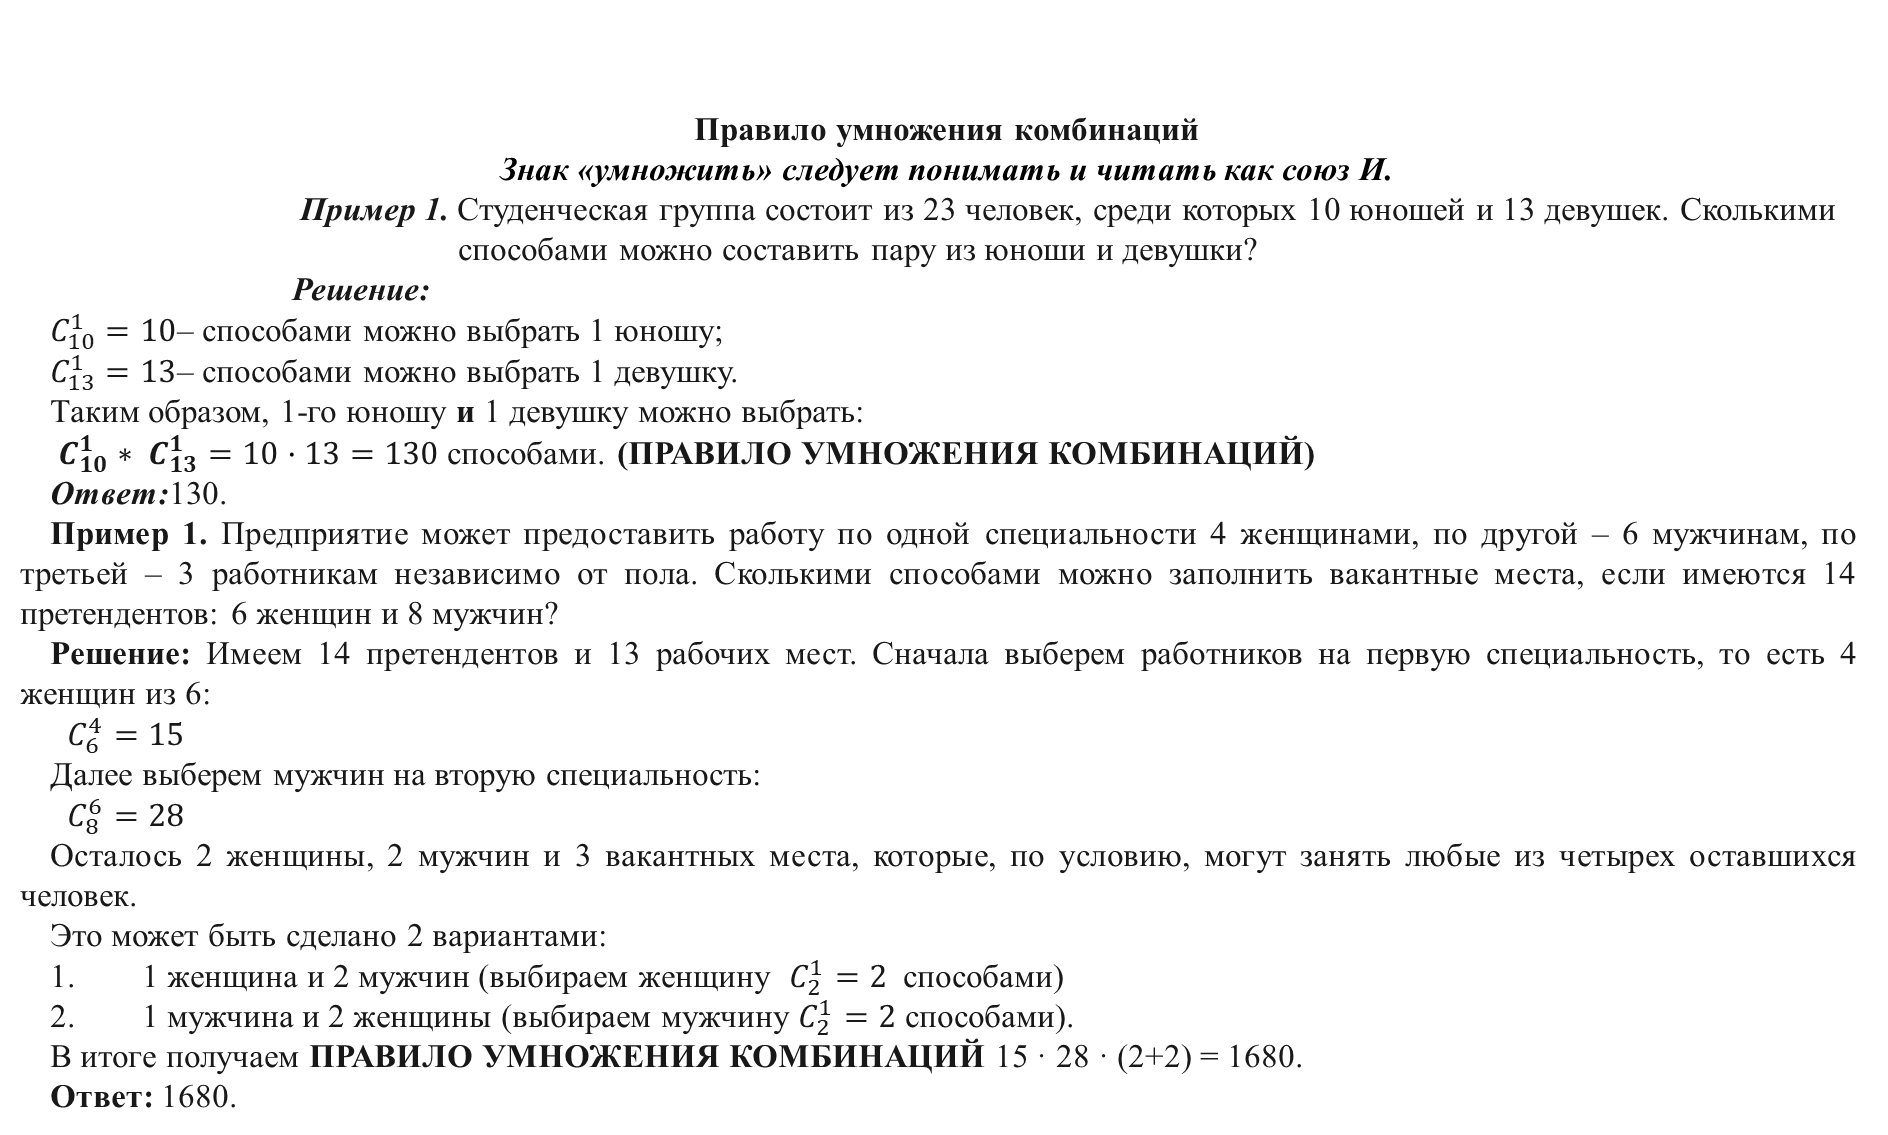 Правило умножения комбинаций
Знак «умножить» следует понимать и читать как союз И.
Пример 1. Студенческая группа состоит из 23 человек, среди которых 10 юношей и 13 девушек. Сколькими
способами можно составить пару из юноши и девушки?
Решение:
C₁₀¹ = 10– способами можно выбрать 1 юношу;
C₁₃¹ = 13– способами можно выбрать 1 девушку.
Таким образом, 1-го юношу и 1 девушку можно выбрать:
C₁₀¹ * C₁₃¹ = 10 · 13 = 130 способами. (ПРАВИЛО УМНОЖЕНИЯ КОМБИНАЦИЙ)
Ответ:130.
Пример 1. Предприятие может предоставить работу по одной специальности 4 женщинами, по другой – 6 мужчинам, по
третьей – 3 работникам независимо от пола. Сколькими способами можно заполнить вакантные места, если имеются 14
претендентов: 6 женщин и 8 мужчин?
Решение: Имеем 14 претендентов и 13 рабочих мест. Сначала выберем работников на первую специальность, то есть 4
женщин из 6:
C₆⁴ = 15
Далее выберем мужчин на вторую специальность:
C₈⁶ = 28
Осталось 2 женщины, 2 мужчин и 3 вакантных места, которые, по условию, могут занять любые из четырех оставшихся
человек.
Это может быть сделано 2 вариантами:
1. 1 женщина и 2 мужчин (выбираем женщину C₂¹ = 2 способами)
2. 1 мужчина и 2 женщины (выбираем мужчину C₂¹ = 2 способами).
В итоге получаем ПРАВИЛО УМНОЖЕНИЯ КОМБИНАЦИЙ 15 · 28 · (2+2) = 1680.
Ответ: 1680.